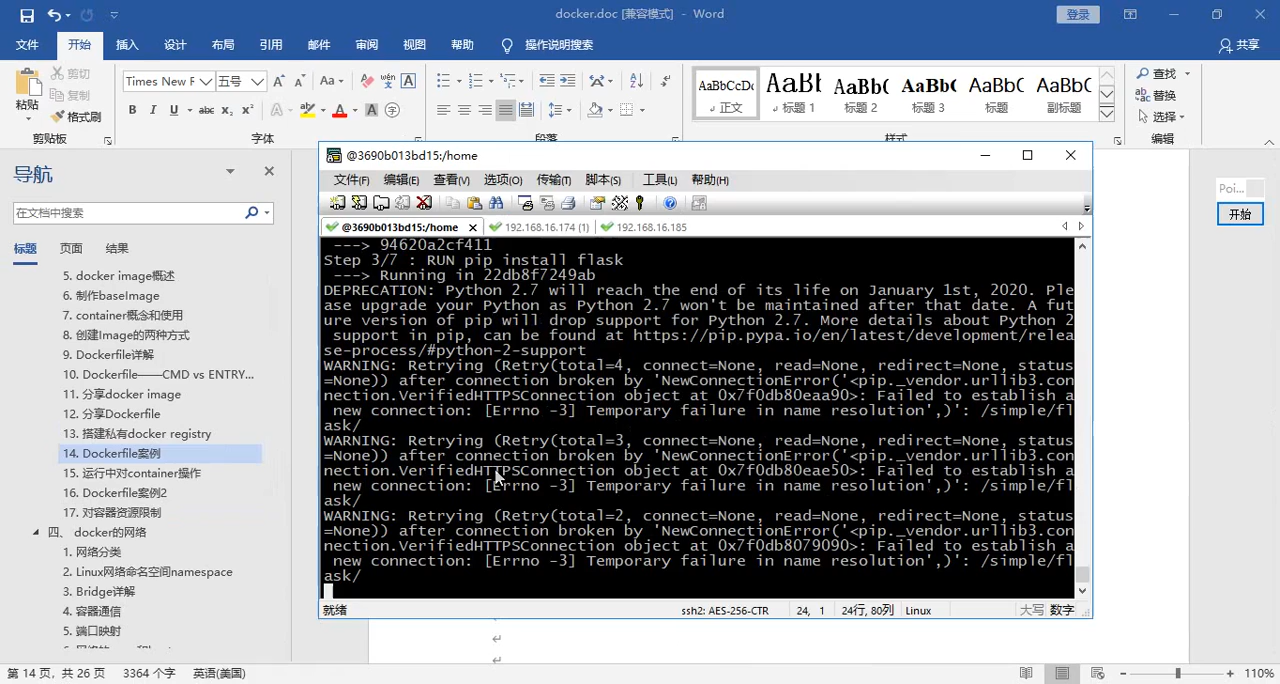 docker.doc [兼容模式] - Word
登录
文件 开始 插入 设计 布局 引用 邮件 审阅 视图 帮助 操作说明搜索 共享
粘贴
剪切
复制
格式刷
剪贴板
Times New F 五号 A A Aa wén A
B I U abc x₂ x² A ab A A 字
字体
段落
AaBbCcDc AaBt AaBb( AaBbC AaBbC AaBbC
正文 标题 1 标题 2 标题 3 标题 副标题
样式
查找
替换
选择
编辑
导航
在文档中搜索
标题 页面 结果
5. docker image概述
6. 制作baseImage
7. container概念和使用
8. 创建Image的两种方式
9. Dockerfile详解
10. Dockerfile——CMD vs ENTRY...
11. 分享docker image
12. 分享Dockerfile
13. 搭建私有docker registry
14. Dockerfile案例
15. 运行中对container操作
16. Dockerfile案例2
17. 对容器资源限制
四、 docker的网络
1. 网络分类
2. Linux网络命名空间namespace
3. Bridge详解
4. 容器通信
5. 端口映射
@3690b013bd15:/home
文件(F) 编辑(E) 查看(V) 选项(O) 传输(T) 脚本(S) 工具(L) 帮助(H)
@3690b013bd15:/home 192.168.16.174 (1) 192.168.16.185
---> 94620a2cf411
Step 3/7 : RUN pip install flask
---> Running in 22db8f7249ab
DEPRECATION: Python 2.7 will reach the end of its life on January 1st, 2020. Ple
ase upgrade your Python as Python 2.7 won't be maintained after that date. A fut
ure version of pip will drop support for Python 2.7. More details about Python 2
support in pip, can be found at https://pip.pypa.io/en/latest/development/relea
se-process/#python-2-support
WARNING: Retrying (Retry(total=4, connect=None, read=None, redirect=None, status
=None)) after connection broken by 'NewConnectionError('<pip._vendor.urllib3.con
nection.VerifiedHTTPSConnection object at 0x7f0db80eaa90>: Failed to establish a
new connection: [Errno -3] Temporary failure in name resolution',)': /simple/fl
ask/
WARNING: Retrying (Retry(total=3, connect=None, read=None, redirect=None, status
=None)) after connection broken by 'NewConnectionError('<pip._vendor.urllib3.con
nection.VerifiedHTTPSConnection object at 0x7f0db80eae50>: Failed to establish a
new connection: [Errno -3] Temporary failure in name resolution',)': /simple/fl
ask/
WARNING: Retrying (Retry(total=2, connect=None, read=None, redirect=None, status
=None)) after connection broken by 'NewConnectionError('<pip._vendor.urllib3.con
nection.VerifiedHTTPSConnection object at 0x7f0db8079090>: Failed to establish a
new connection: [Errno -3] Temporary failure in name resolution',)': /simple/fl
ask/
就绪 ssh2: AES-256-CTR 24, 1 24行, 80列 Linux 大写 数字
Poi...
开始
第 14 页，共 26 页 3364 个字 英语(美国) 110%